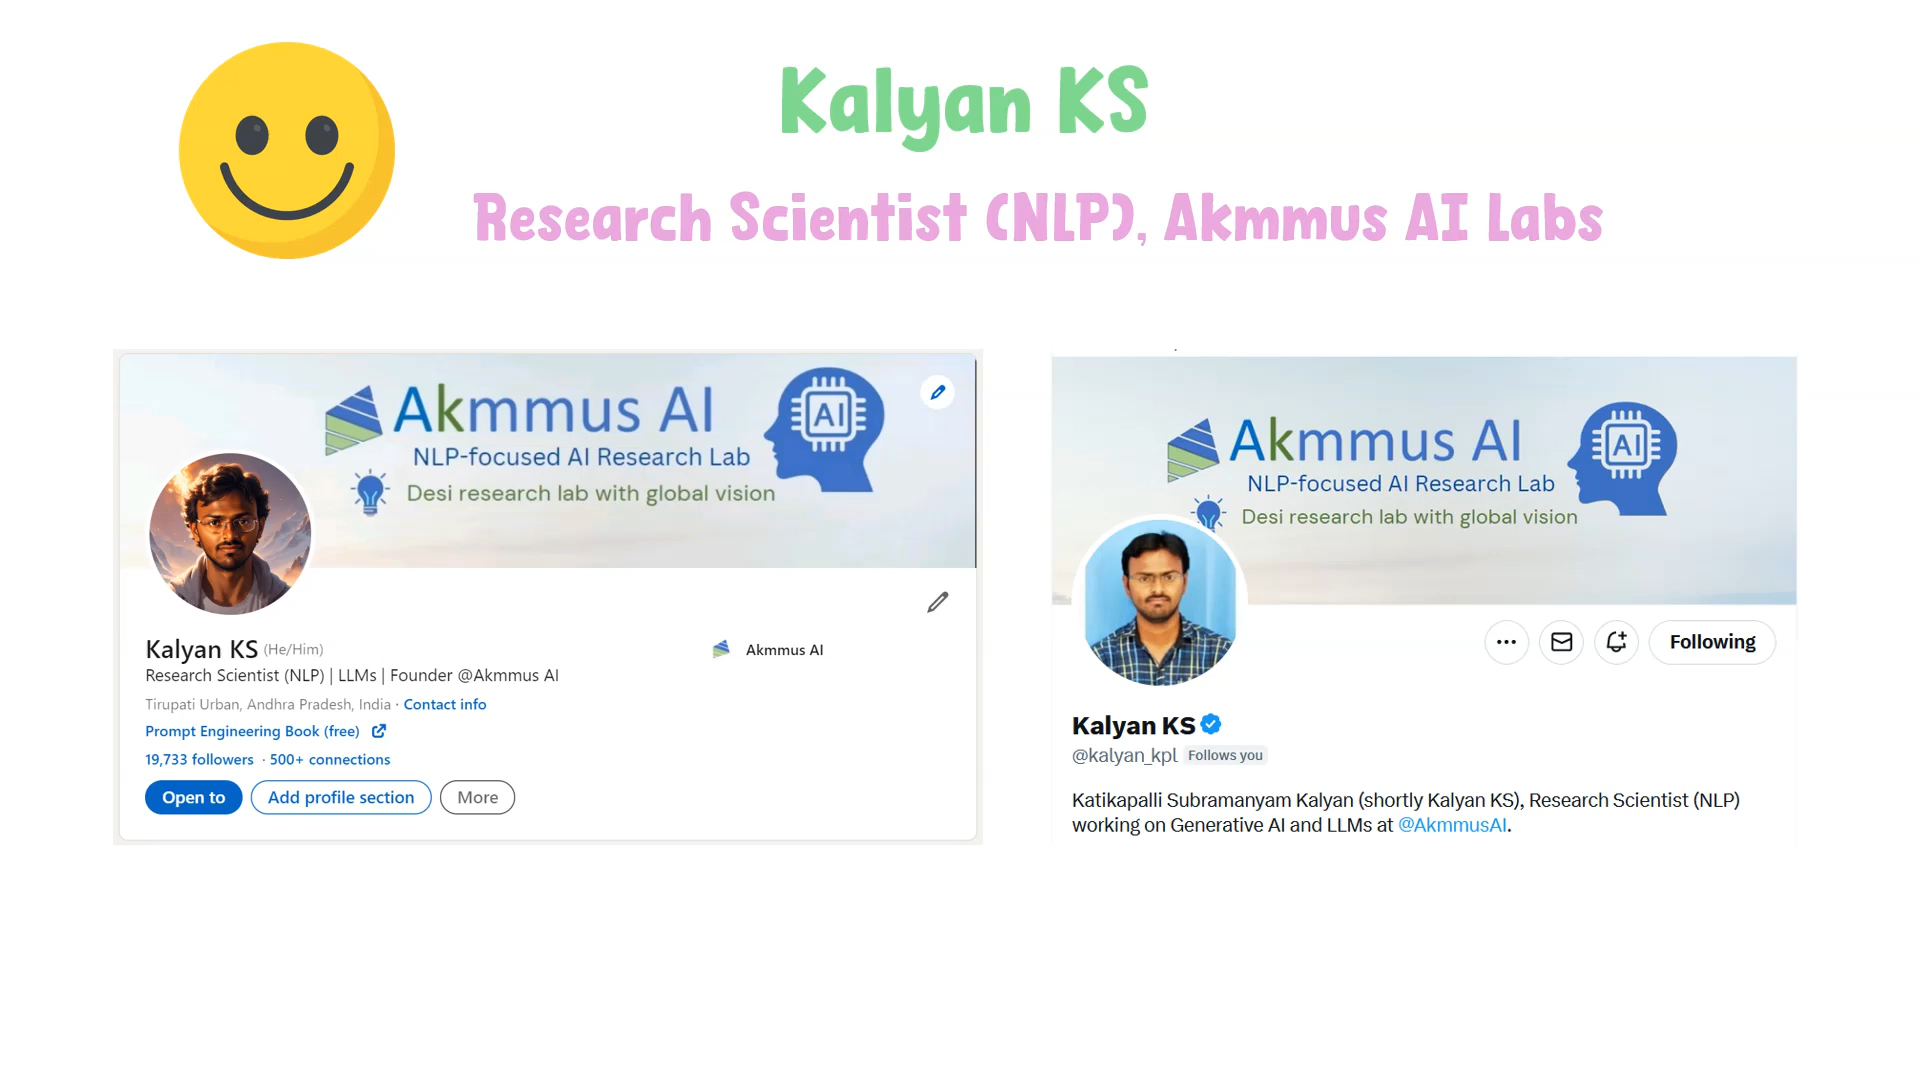 Kalyan KS
Research Scientist (NLP), Akmmus AI Labs
Akmmus AI
AI
NLP-focused AI Research Lab
Desi research lab with global vision
Kalyan KS (He/Him)
Akmmus AI
Research Scientist (NLP) | LLMs | Founder @Akmmus AI
Tirupati Urban, Andhra Pradesh, India · Contact info
Prompt Engineering Book (free)
19,733 followers · 500+ connections
Open to
Add profile section
More
Akmmus AI
AI
NLP-focused AI Research Lab
Desi research lab with global vision
Following
Kalyan KS
@kalyan_kpl Follows you
Katikapalli Subramanyam Kalyan (shortly Kalyan KS), Research Scientist (NLP)
working on Generative AI and LLMs at @AkmmusAI.